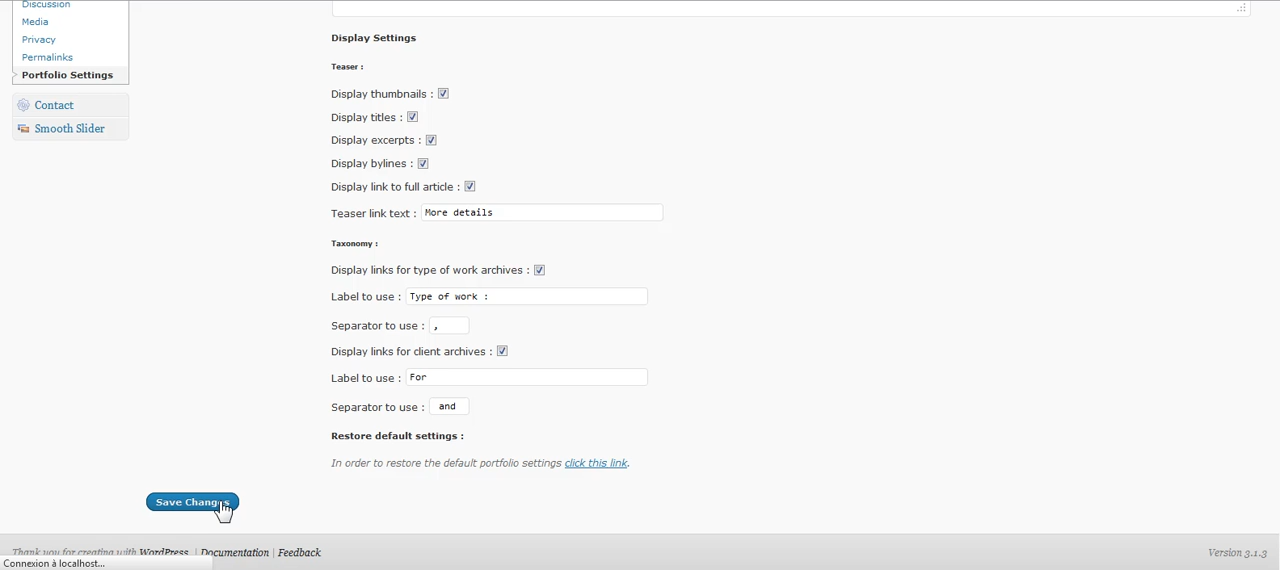 Discussion
Media
Privacy
Permalinks
Portfolio Settings
Contact
Smooth Slider
Display Settings
Teaser :
Display thumbnails :
Display titles :
Display excerpts :
Display bylines :
Display link to full article :
Teaser link text : More details
Taxonomy :
Display links for type of work archives :
Label to use : Type of work :
Separator to use : ,
Display links for client archives :
Label to use : For
Separator to use : and
Restore default settings :
In order to restore the default portfolio settings click this link.
Save Changes
Thank you for creating with WordPress. | Documentation | Feedback
Version 3.1.3
Connexion à localhost...